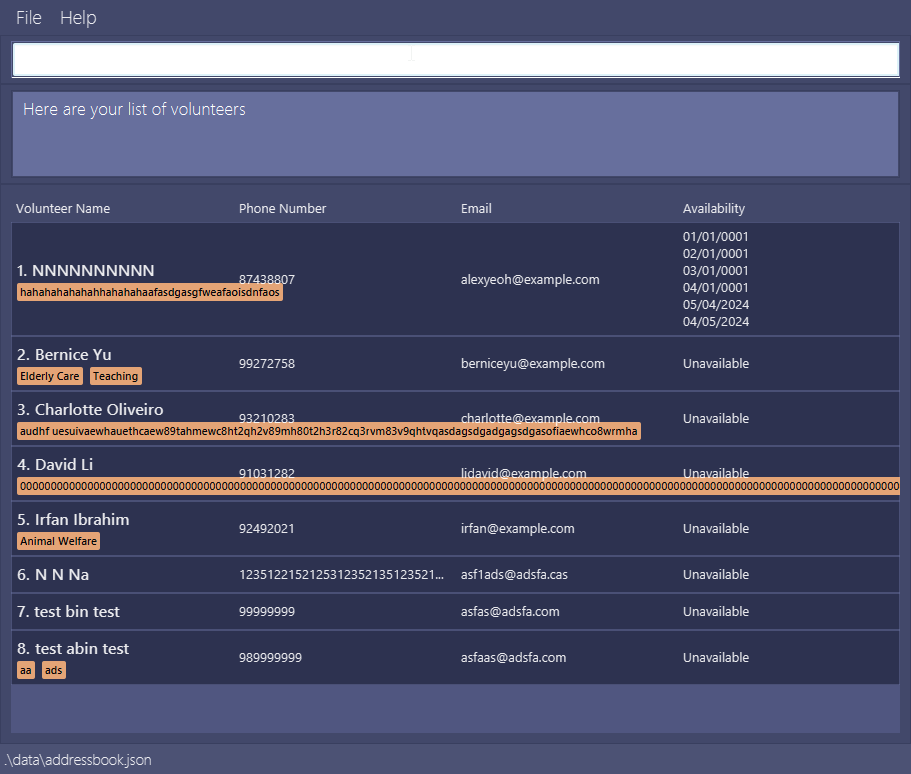 File Help
Here are your list of volunteers
Volunteer Name Phone Number Email Availability
01/01/0001
02/01/0001
03/01/0001
04/01/0001
05/04/2024
04/05/2024
1. NNNNNNNNNN 87438807 alexyeoh@example.com
hahahahahahahhahahahaafasdgasgfweafaoisdnfaos
2. Bernice Yu 99272758 berniceyu@example.com Unavailable
Elderly Care Teaching
3. Charlotte Oliveiro 93210283 charlotte@example.com Unavailable
audhf uesuivaewhauethcaew89tahmewc8ht2qh2v89mh80t2h3r82cq3rvm83v9qhtvqasdagsdgadgagsdgasofiaewhco8wrmha
4. David Li 91031282 lidavid@example.com Unavailable
5. Irfan Ibrahim 92492021 irfan@example.com Unavailable
Animal Welfare
6. N N Na 1235122152125312352135123521... asf1ads@adsfa.cas Unavailable
7. test bin test 99999999 asfas@adsfa.com Unavailable
8. test abin test 989999999 asfaas@adsfa.com Unavailable
aa ads
.\data\addressbook.json